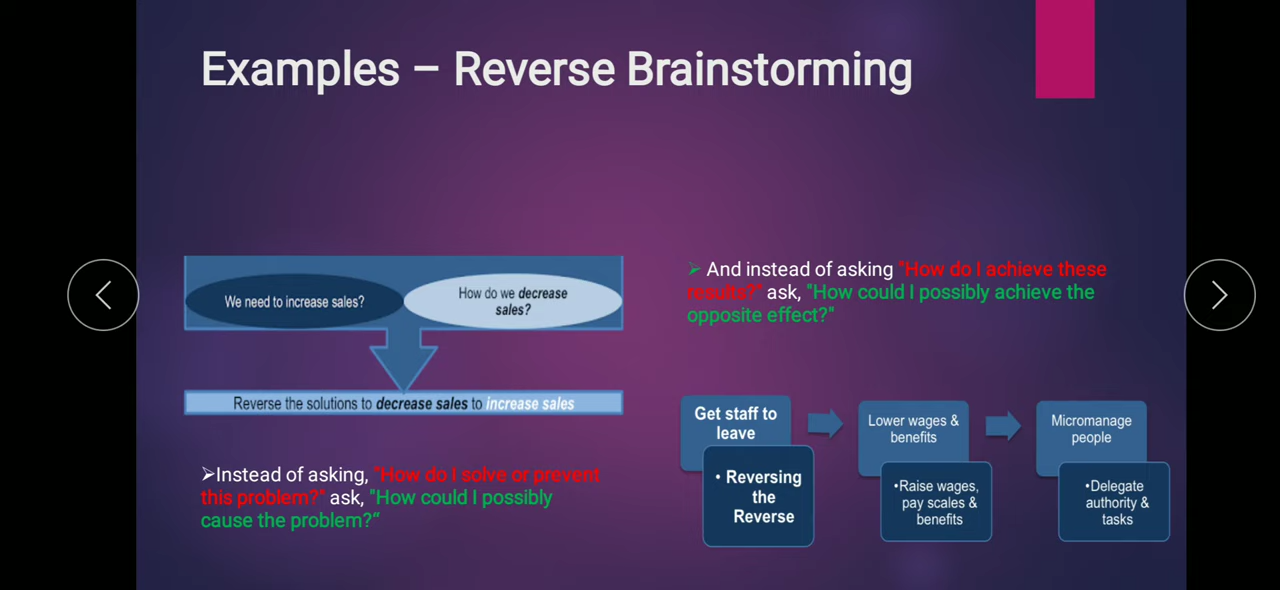 Examples – Reverse Brainstorming
We need to increase sales?
How do we decrease
sales?
Reverse the solutions to decrease sales to increase sales
➢Instead of asking, "How do I solve or prevent
this problem?" ask, "How could I possibly
cause the problem?“
➢ And instead of asking "How do I achieve these
results?" ask, "How could I possibly achieve the
opposite effect?"
Get staff to
leave
• Reversing
the
Reverse
Lower wages &
benefits
•Raise wages,
pay scales &
benefits
Micromanage
people
•Delegate
authority &
tasks